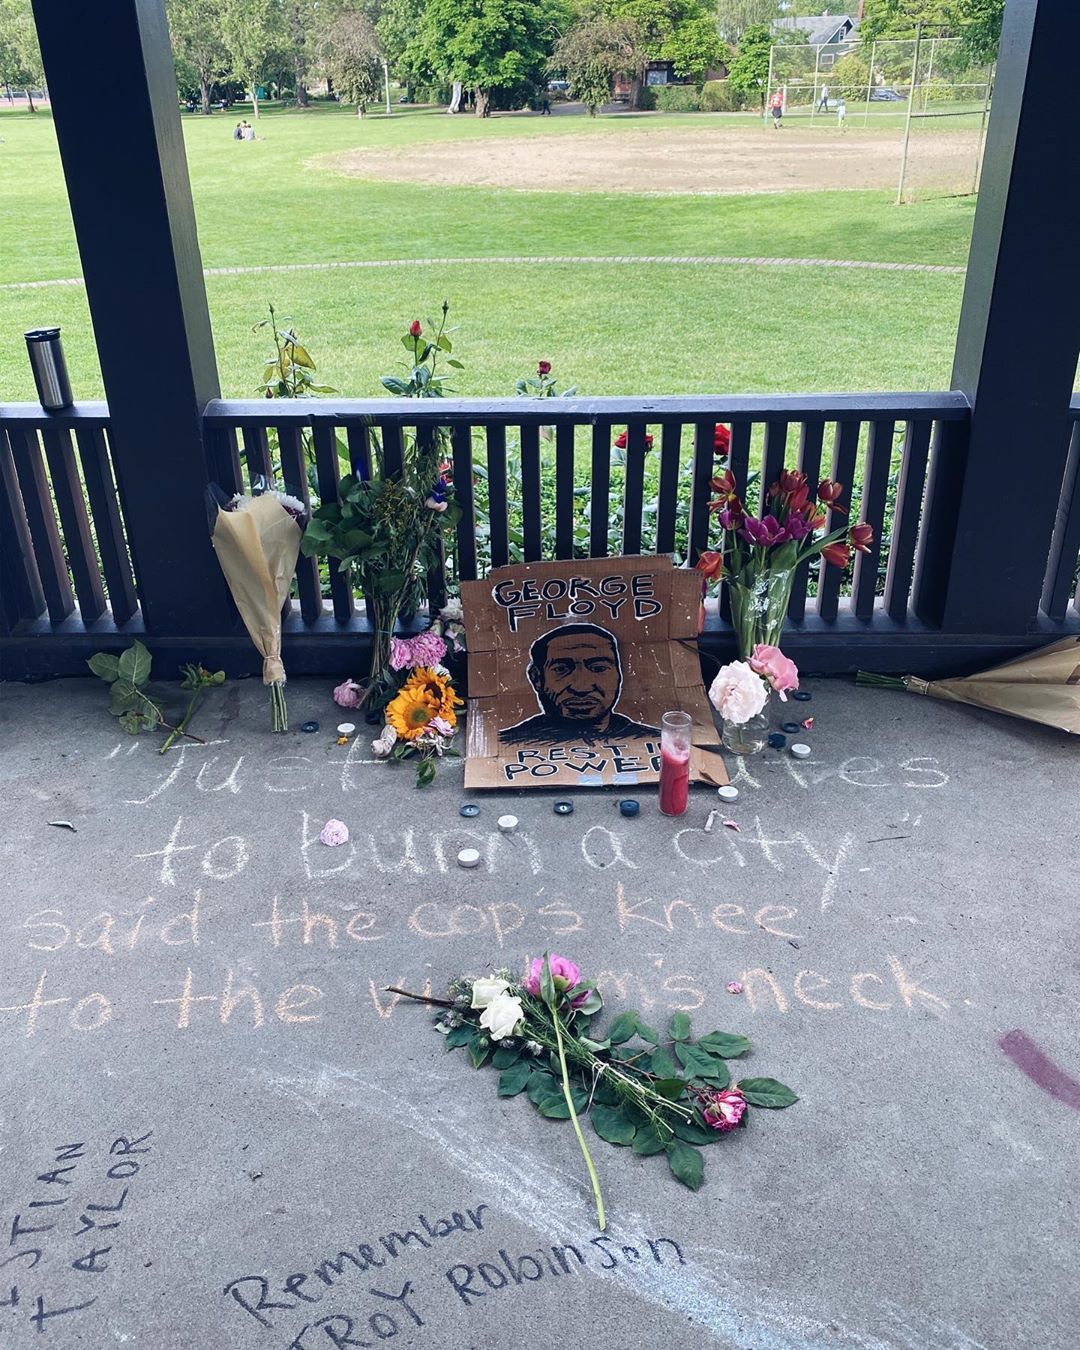 GEORGE
FLOYD
REST IN
POWER
"Just
to burn a city"
said the cop's knee
to the victim's neck.
STIAN
TAYLOR
Remember
TROY Robinson